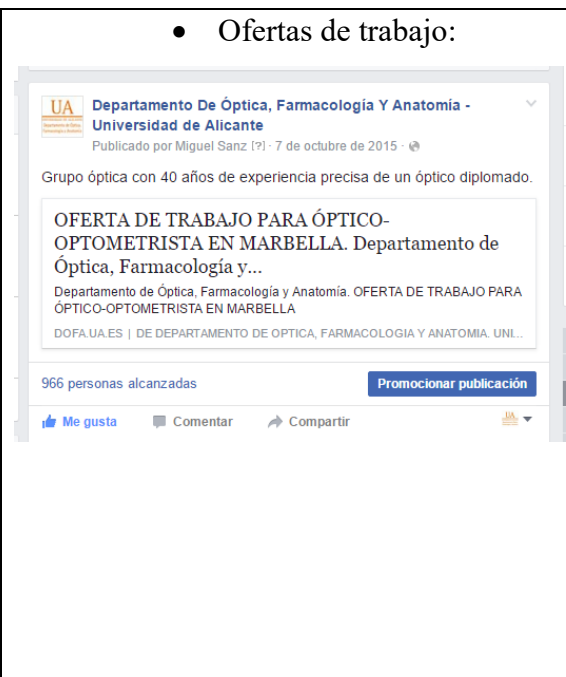 • Ofertas de trabajo:
UA
Departamento De Óptica, Farmacología Y Anatomía -
Universidad de Alicante
Publicado por Miguel Sanz [?] · 7 de octubre de 2015 ·
Grupo óptica con 40 años de experiencia precisa de un óptico diplomado.
OFERTA DE TRABAJO PARA ÓPTICO-
OPTOMETRISTA EN MARBELLA. Departamento de
Óptica, Farmacología y...
Departamento de Óptica, Farmacología y Anatomía. OFERTA DE TRABAJO PARA
ÓPTICO-OPTOMETRISTA EN MARBELLA
DOFA.UA.ES | DE DEPARTAMENTO DE OPTICA, FARMACOLOGIA Y ANATOMIA. UNI...
966 personas alcanzadas
Promocionar publicación
Me gusta Comentar Compartir